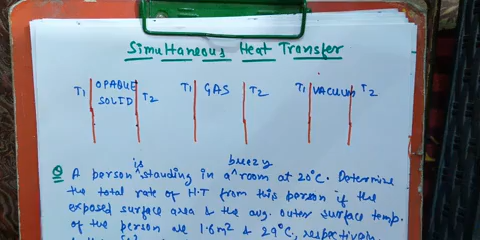 Simultaneous Heat Transfer
T1 OPAQUE SOLID T2 T1 GAS T2 T1 VACUUM T2
is breezy
Q A person ^ standing in a ^ room at 20°C. Determine
the total rate of H.T from this person if the
exposed surface area & the avg. outer surface temp.
of the person are 1.6m² & 29°C, respectively